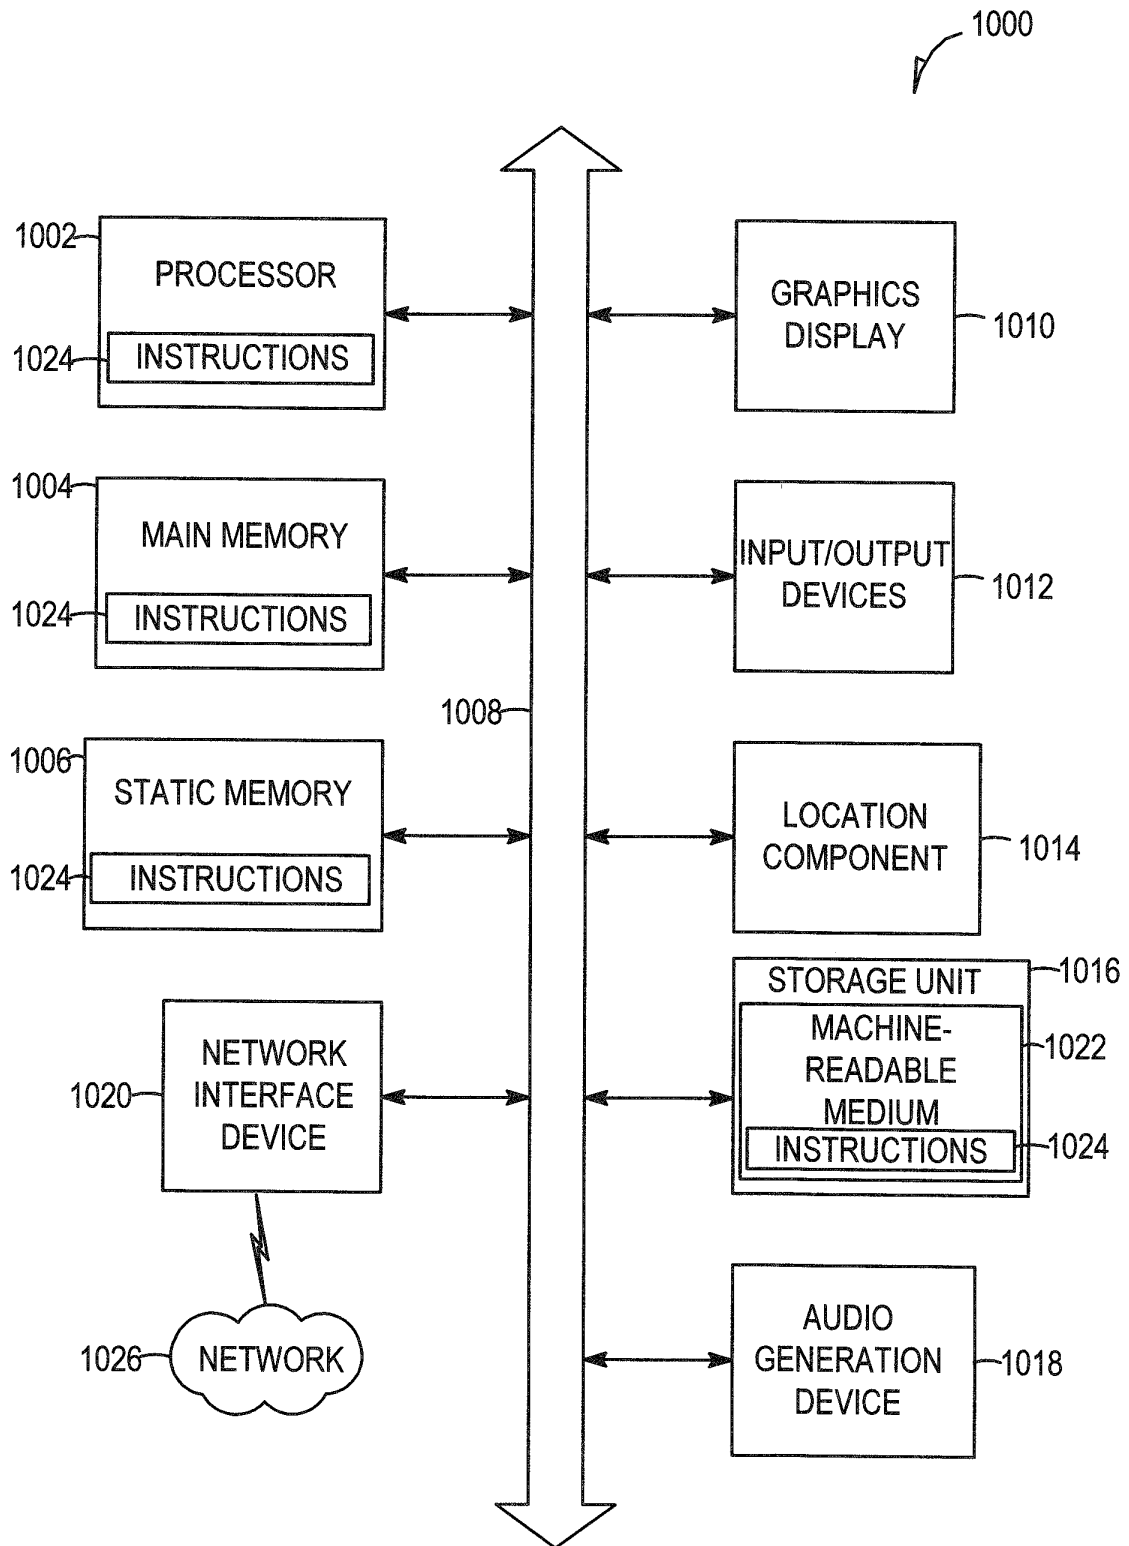 1000
1002
PROCESSOR
1024
INSTRUCTIONS
GRAPHICS
DISPLAY
1010
1004
MAIN MEMORY
1024
INSTRUCTIONS
INPUT/OUTPUT
DEVICES
1012
1008
1006
STATIC MEMORY
1024
INSTRUCTIONS
LOCATION
COMPONENT
1014
1020
NETWORK
INTERFACE
DEVICE
STORAGE UNIT
1016
MACHINE-
READABLE
MEDIUM
1022
INSTRUCTIONS
1024
1026
NETWORK
AUDIO
GENERATION
DEVICE
1018